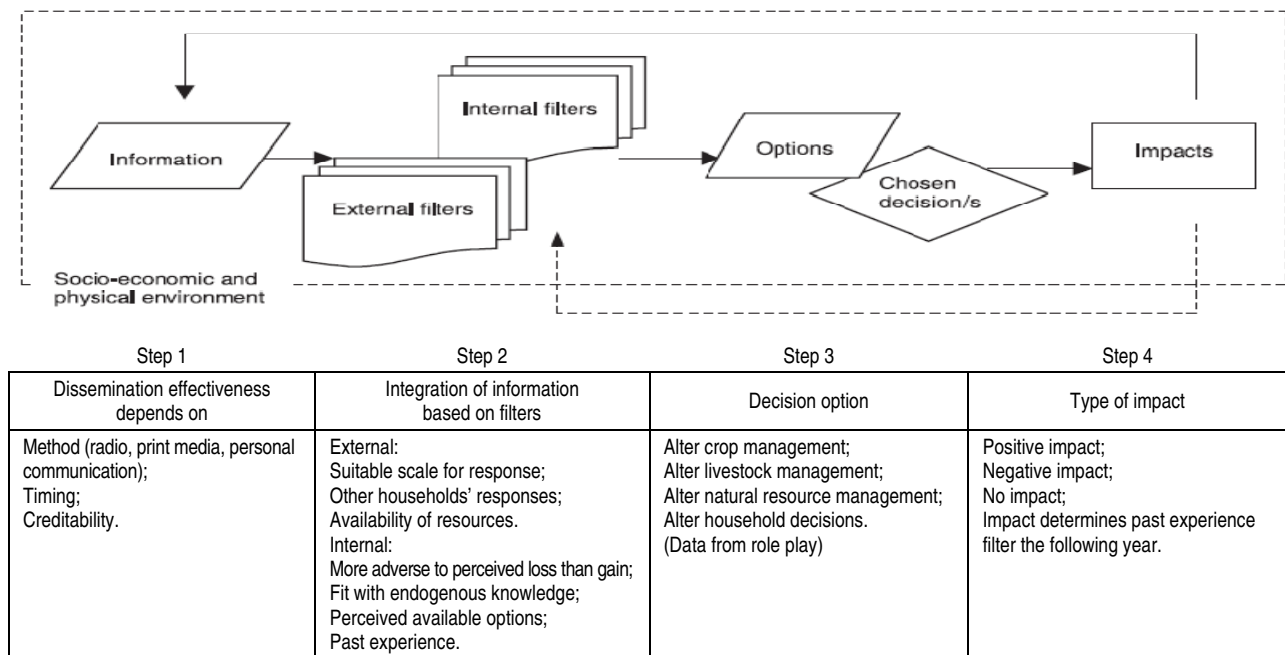 Internal filters
Information
Options
Impacts
External filters
Chosen
decision/s
Socio-economic and
physical environment
Step 1
Step 2
Step 3
Step 4
Dissemination effectiveness
depends on
Integration of information
based on filters
Decision option
Type of impact
Method (radio, print media, personal
communication);
Timing;
Creditability.
External:
Suitable scale for response;
Other households’ responses;
Availability of resources.
Internal:
More adverse to perceived loss than gain;
Fit with endogenous knowledge;
Perceived available options;
Past experience.
Alter crop management;
Alter livestock management;
Alter natural resource management;
Alter household decisions.
(Data from role play)
Positive impact;
Negative impact;
No impact;
Impact determines past experience
filter the following year.